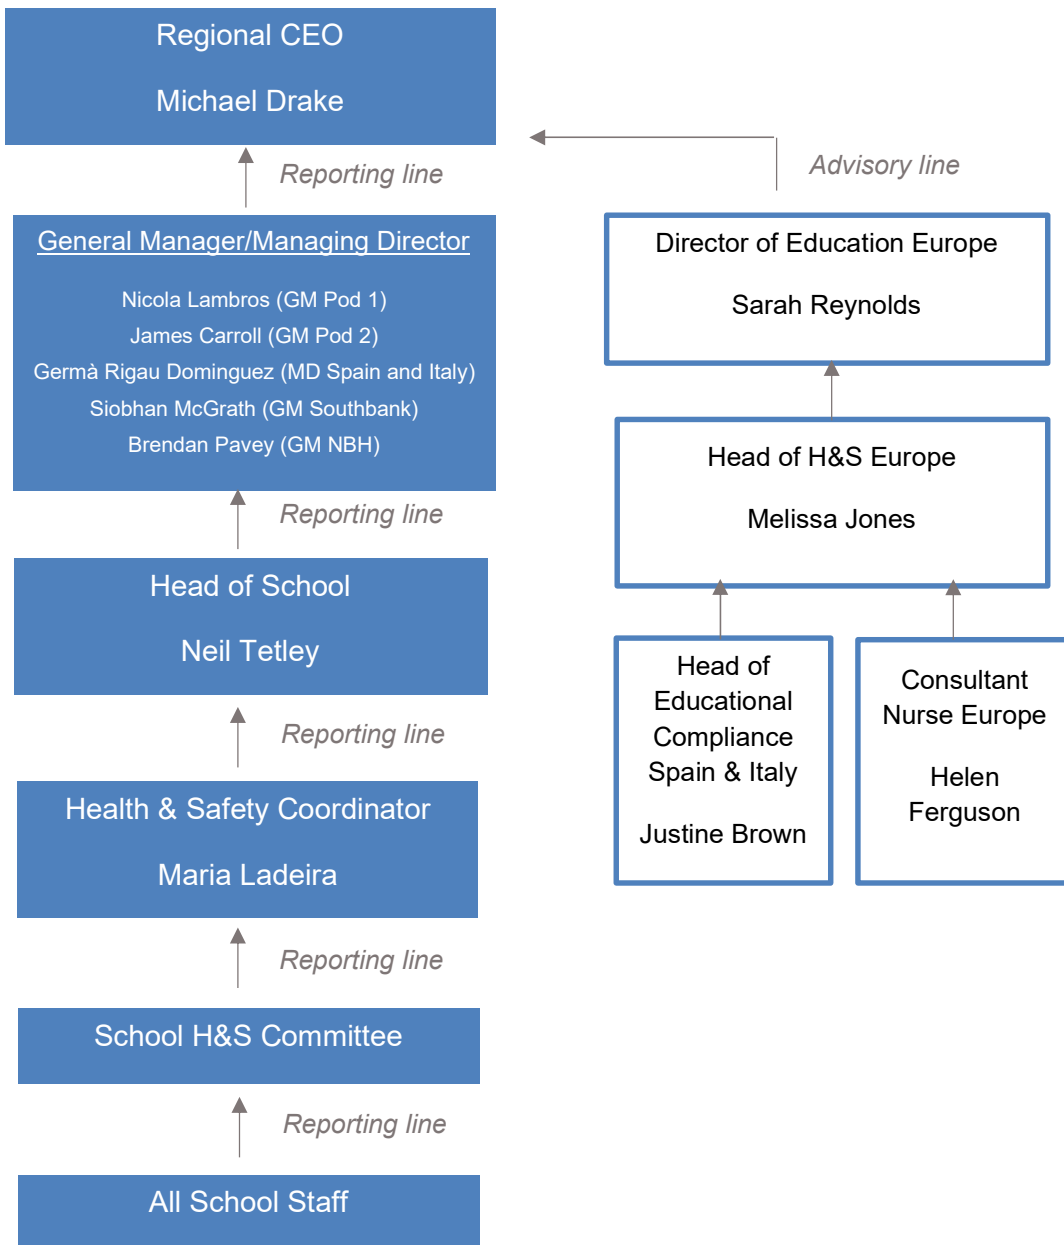 Regional CEO
Michael Drake
Reporting line
General Manager/Managing Director
Nicola Lambros (GM Pod 1)
James Carroll (GM Pod 2)
Germà Rigau Dominguez (MD Spain and Italy)
Siobhan McGrath (GM Southbank)
Brendan Pavey (GM NBH)
Reporting line
Head of School
Neil Tetley
Reporting line
Health & Safety Coordinator
Maria Ladeira
Reporting line
School H&S Committee
Reporting line
All School Staff
Advisory line
Director of Education Europe
Sarah Reynolds
Head of H&S Europe
Melissa Jones
Head of
Educational
Compliance
Spain & Italy
Justine Brown
Consultant
Nurse Europe
Helen
Ferguson